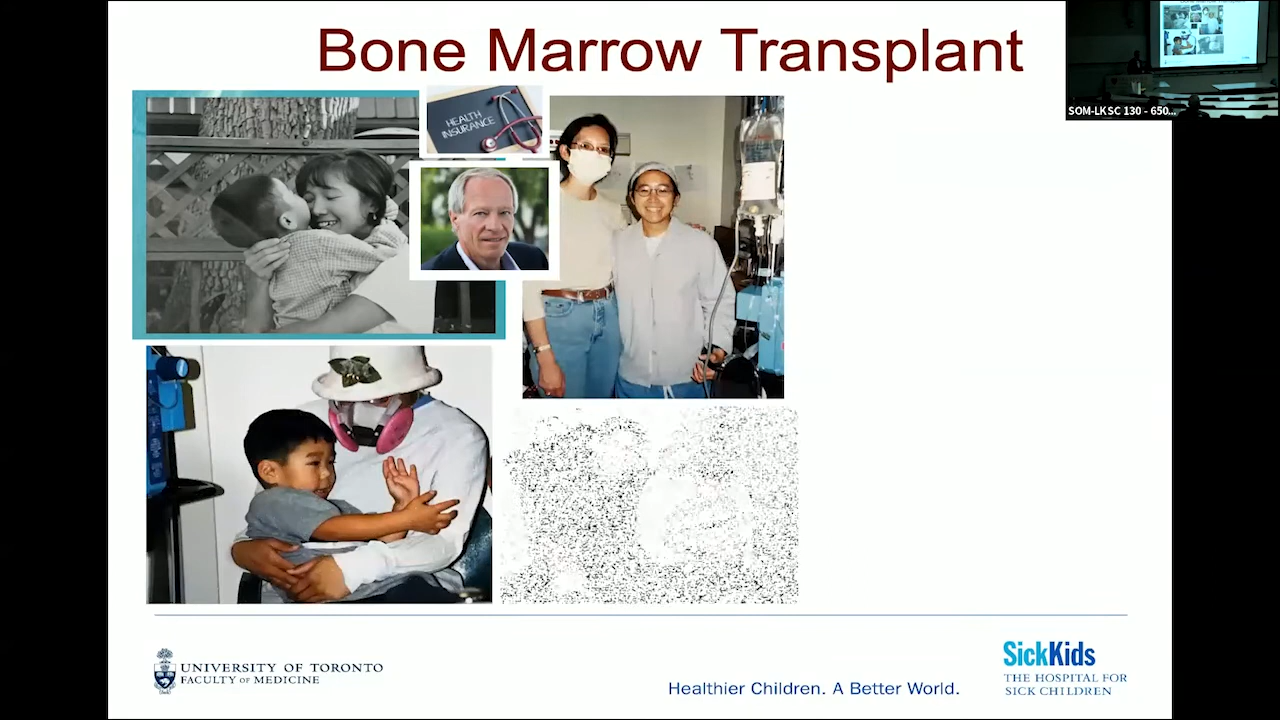 Bone Marrow Transplant
HEALTH
INSURANCE
SOM-LKSC 130 - 650...
UNIVERSITY OF TORONTO
FACULTY OF MEDICINE
Healthier Children. A Better World.
SickKids
THE HOSPITAL FOR
SICK CHILDREN